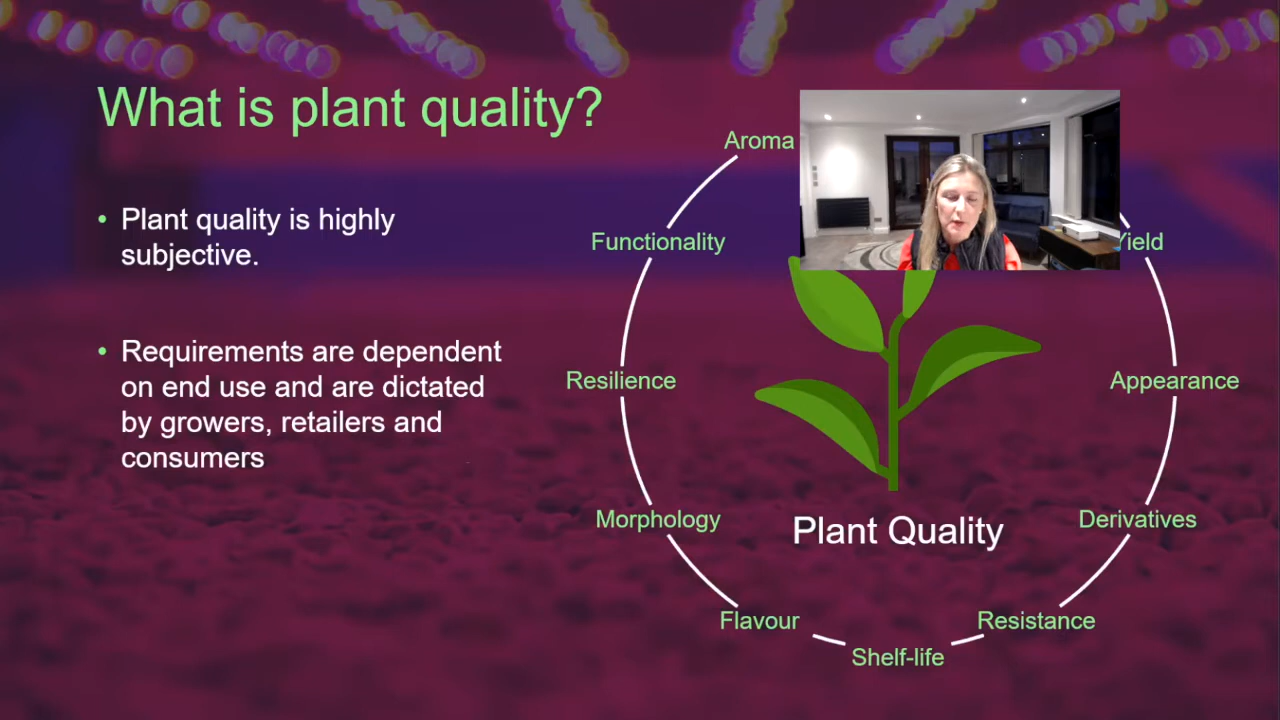 What is plant quality?
• Plant quality is highly
subjective.
• Requirements are dependent
on end use and are dictated
by growers, retailers and
consumers
Aroma
Functionality
Yield
Resilience
Appearance
Morphology
Plant Quality
Derivatives
Flavour
Resistance
Shelf-life